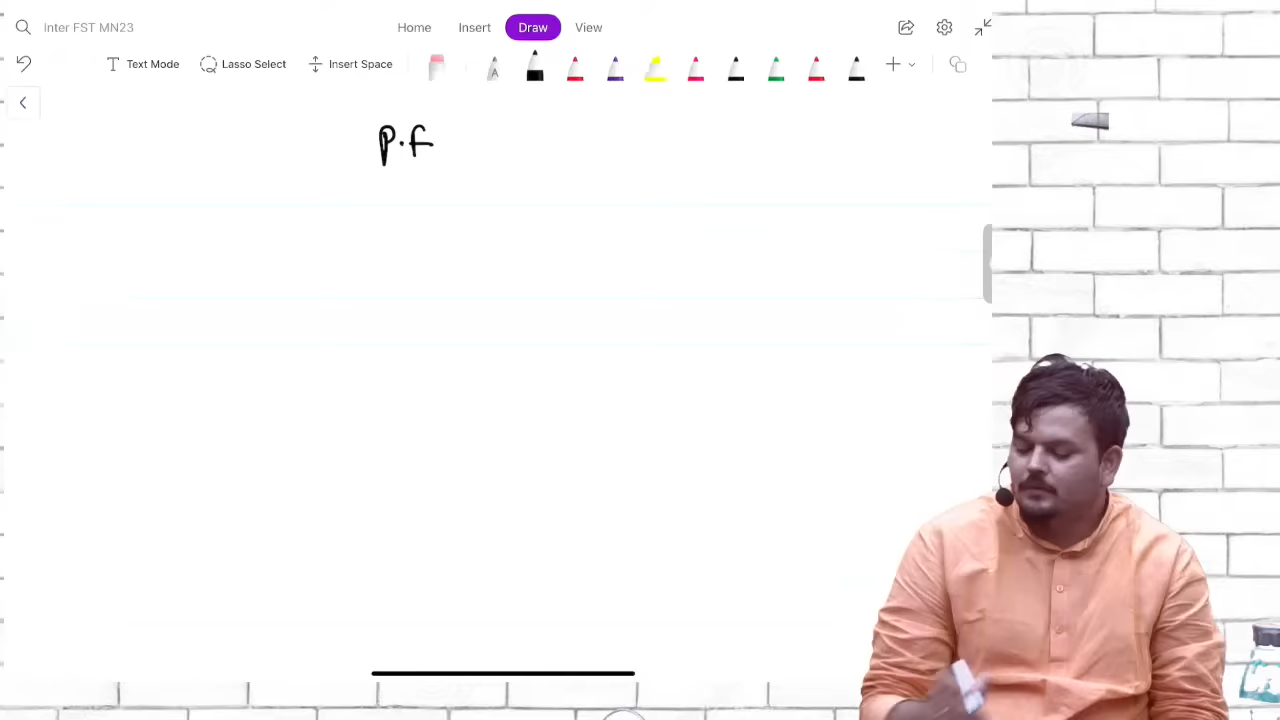 Inter FST MN23
Home Insert Draw View
Text Mode Lasso Select Insert Space
A
P.f